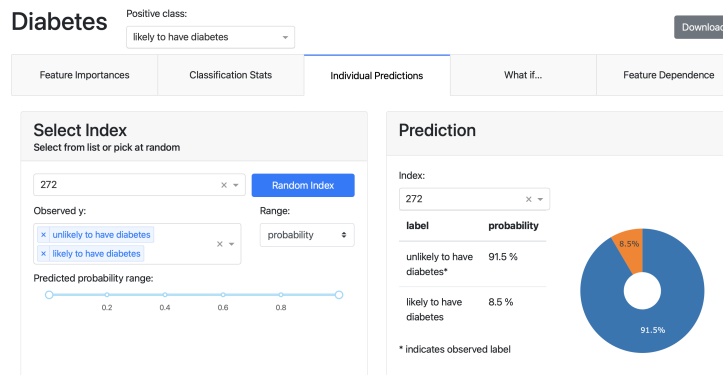 Diabetes
Positive class:
likely to have diabetes
Download
Feature Importances
Classification Stats
Individual Predictions
What if...
Feature Dependence
Select Index
Select from list or pick at random
272
Random Index
Observed y:
Range:
× unlikely to have diabetes
× likely to have diabetes
probability
Predicted probability range:
0.2
0.4
0.6
0.8
Prediction
Index:
272
label probability
unlikely to have
diabetes*
91.5 %
likely to have
diabetes
8.5 %
* indicates observed label
8.5%
91.5%